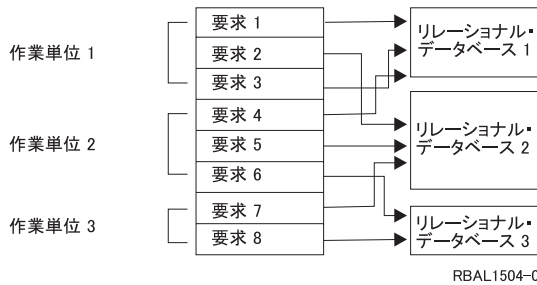 作業単位 1
作業単位 2
作業単位 3
要求 1
要求 2
要求 3
要求 4
要求 5
要求 6
要求 7
要求 8
リレーショナル・
データベース 1
リレーショナル・
データベース 2
リレーショナル・
データベース 3
RBAL1504-0